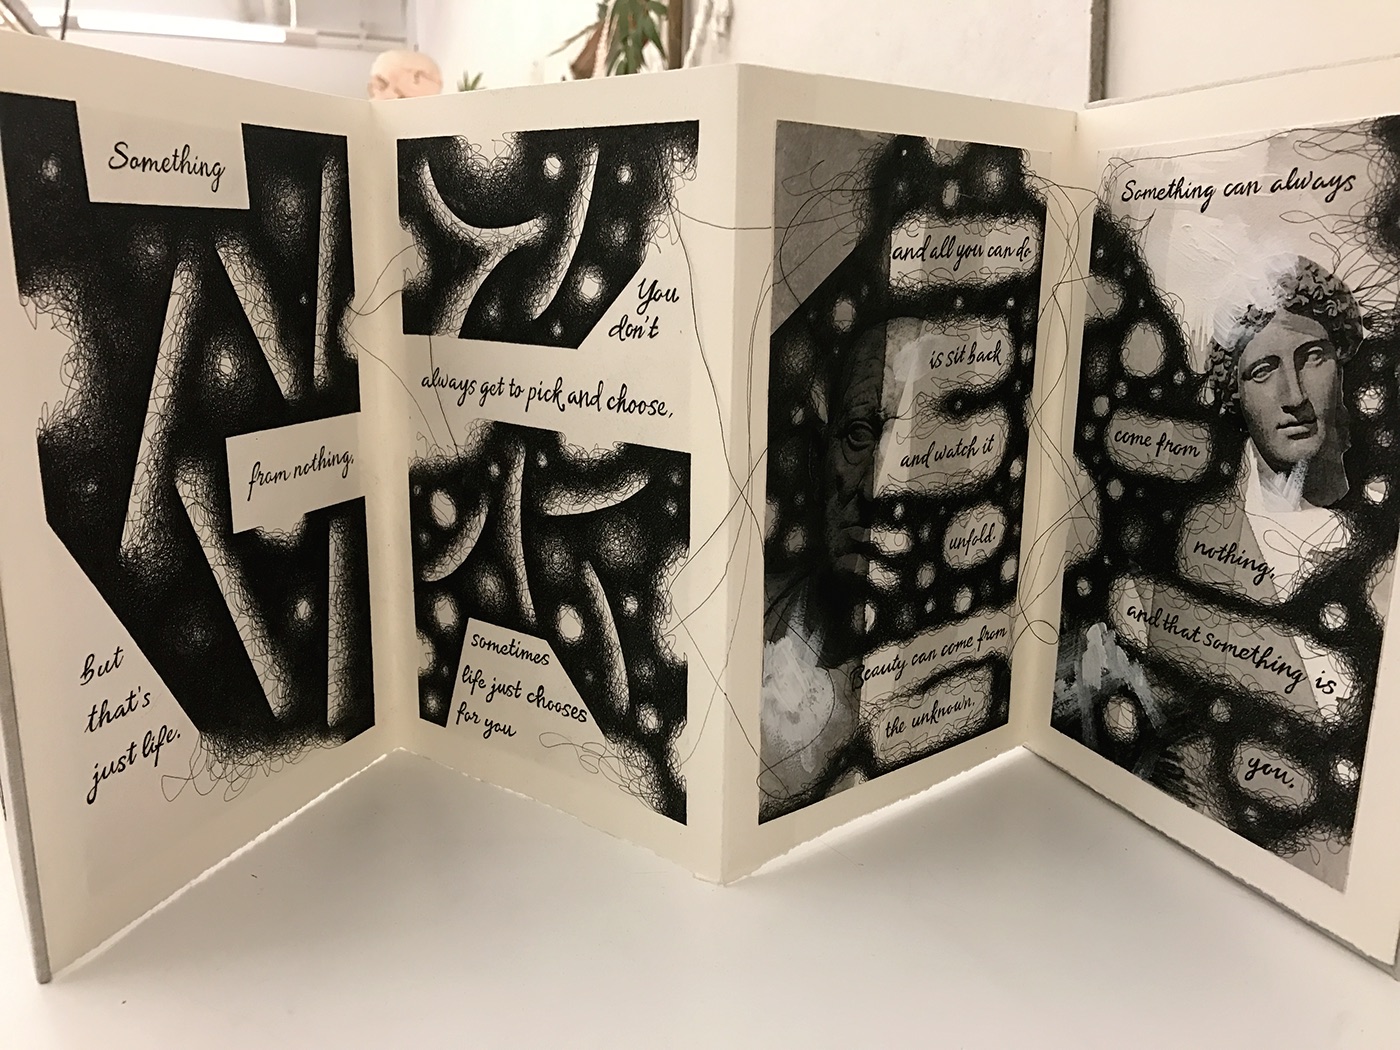 Something
from nothing,
but
that's
just life.
You
don't
always get to pick and choose,
sometimes
life just chooses
for you
and all you can do
is sit back
and watch it
unfold.
Beauty can come from
the unknown.
Something can always
come from
nothing,
and that something is
you.